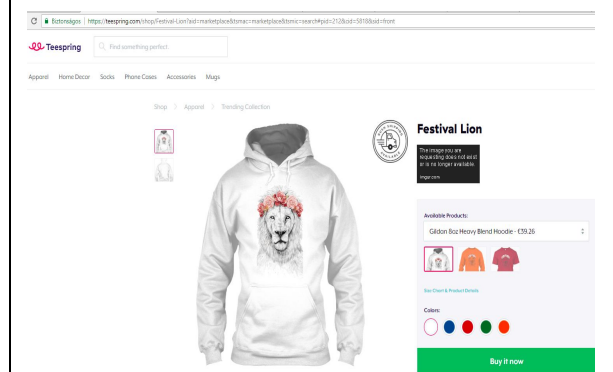 Biztonságos | https://teespring.com/shop/Festival-Lion?aid=marketplace&tsmac=marketplace&tsmic=search#pid=212&cid=5818&sid=front
Teespring
Find something perfect.
Apparel Home Decor Socks Phone Cases Accessories Mugs
Shop Apparel Trending Collection
Festival Lion
The image you are
requesting does not exist
or is no longer available.
imgur.com
Available Products:
Gildan 8oz Heavy Blend Hoodie - £39.26
Size Chart & Product Details
Colors:
Buy it now